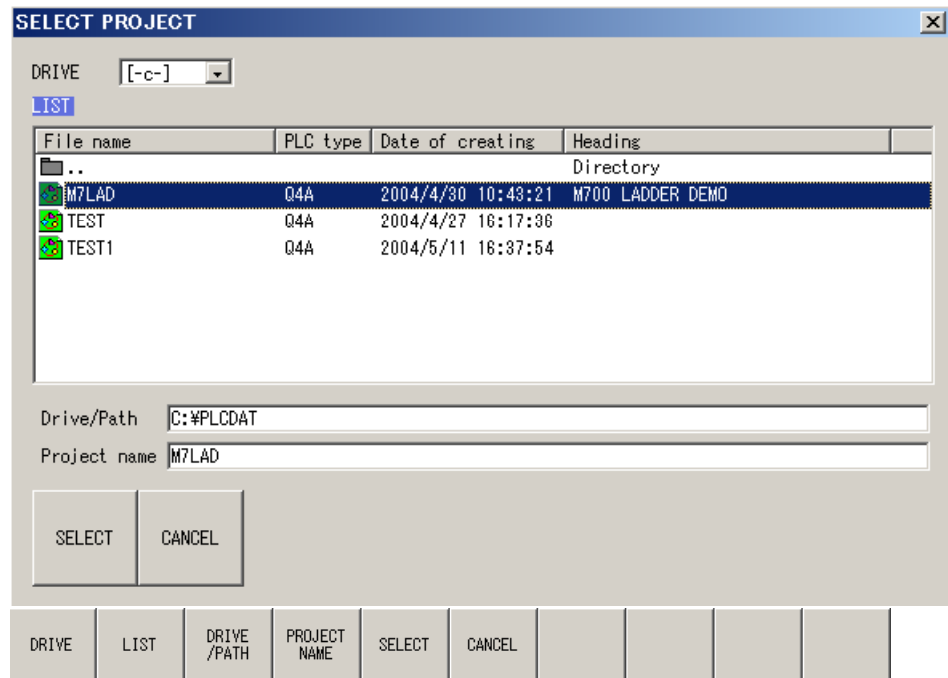 SELECT PROJECT
DRIVE [-c-]
LIST
File name PLC type Date of creating Heading
.. Directory
M7LAD Q4A 2004/4/30 10:43:21 M700 LADDER DEMO
TEST Q4A 2004/4/27 16:17:36
TEST1 Q4A 2004/5/11 16:37:54
Drive/Path C:¥PLCDAT
Project name M7LAD
SELECT CANCEL
DRIVE LIST DRIVE /PATH PROJECT NAME SELECT CANCEL